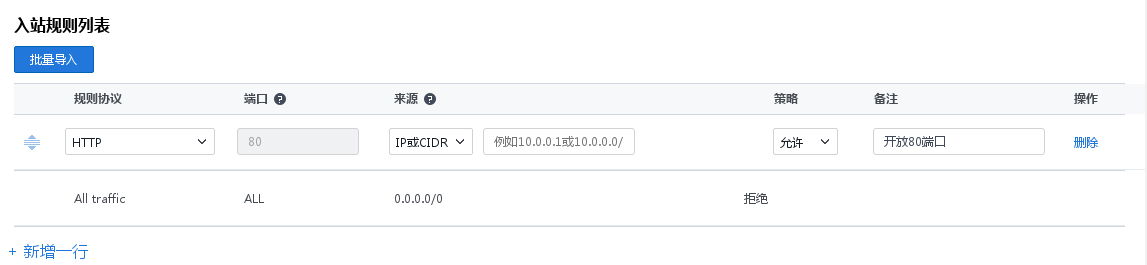 入站规则列表
批量导入
规则协议 端口 ? 来源 ? 策略 备注 操作
HTTP 80 IP或CIDR 例如10.0.0.1或10.0.0.0/ 允许 开放80端口 删除
All traffic ALL 0.0.0.0/0 拒绝
+ 新增一行